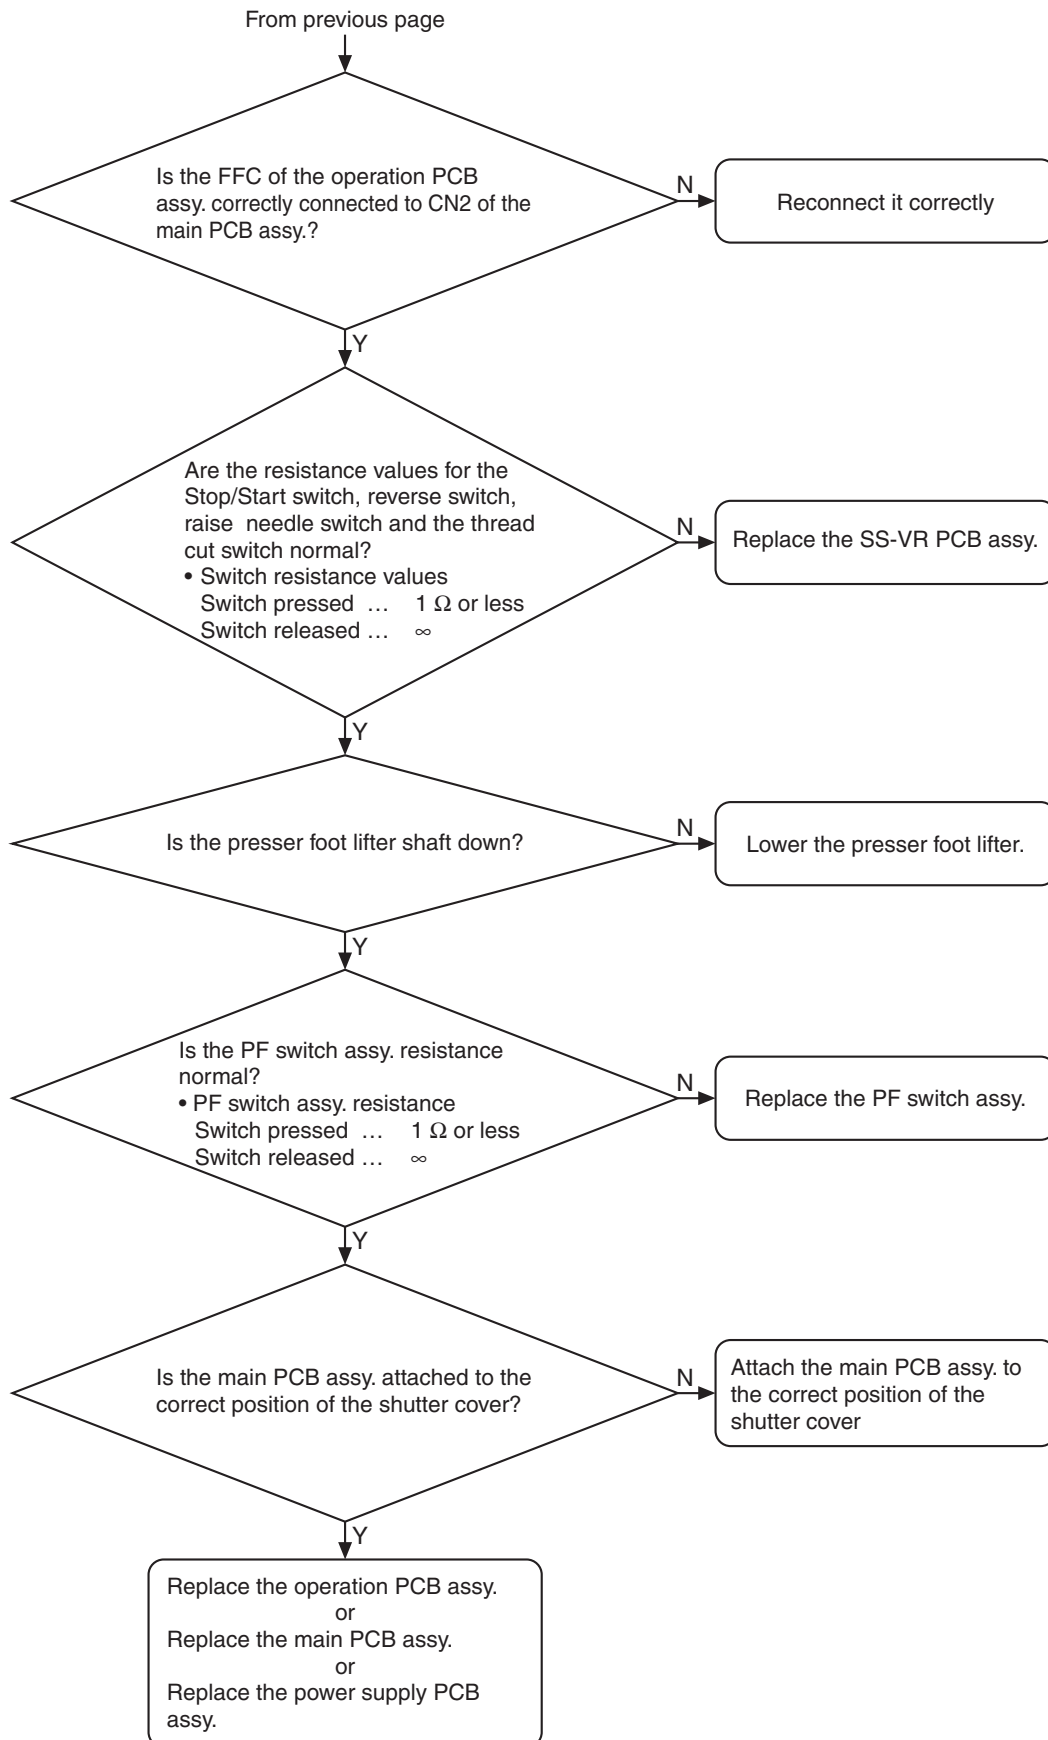 From previous page
Is the FFC of the operation PCB
assy. correctly connected to CN2 of the
main PCB assy.?
N
Reconnect it correctly
Y
Are the resistance values for the
Stop/Start switch, reverse switch,
raise needle switch and the thread
cut switch normal?
• Switch resistance values
Switch pressed … 1 Ω or less
Switch released … ∞
N
Replace the SS-VR PCB assy.
Y
Is the presser foot lifter shaft down?
N
Lower the presser foot lifter.
Y
Is the PF switch assy. resistance
normal?
• PF switch assy. resistance
Switch pressed … 1 Ω or less
Switch released … ∞
N
Replace the PF switch assy.
Y
Is the main PCB assy. attached to the
correct position of the shutter cover?
N
Attach the main PCB assy. to
the correct position of the
shutter cover
Y
Replace the operation PCB assy.
or
Replace the main PCB assy.
or
Replace the power supply PCB
assy.